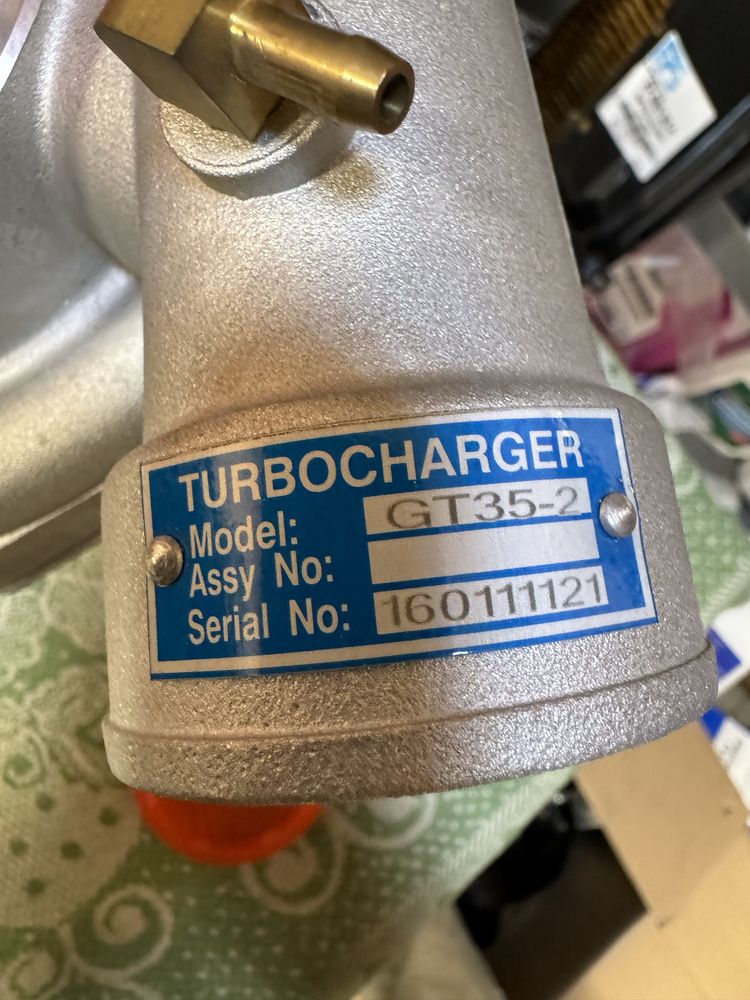 TURBOCHARGER
Model: GT35-2
Assy No:
Serial No: 160111121